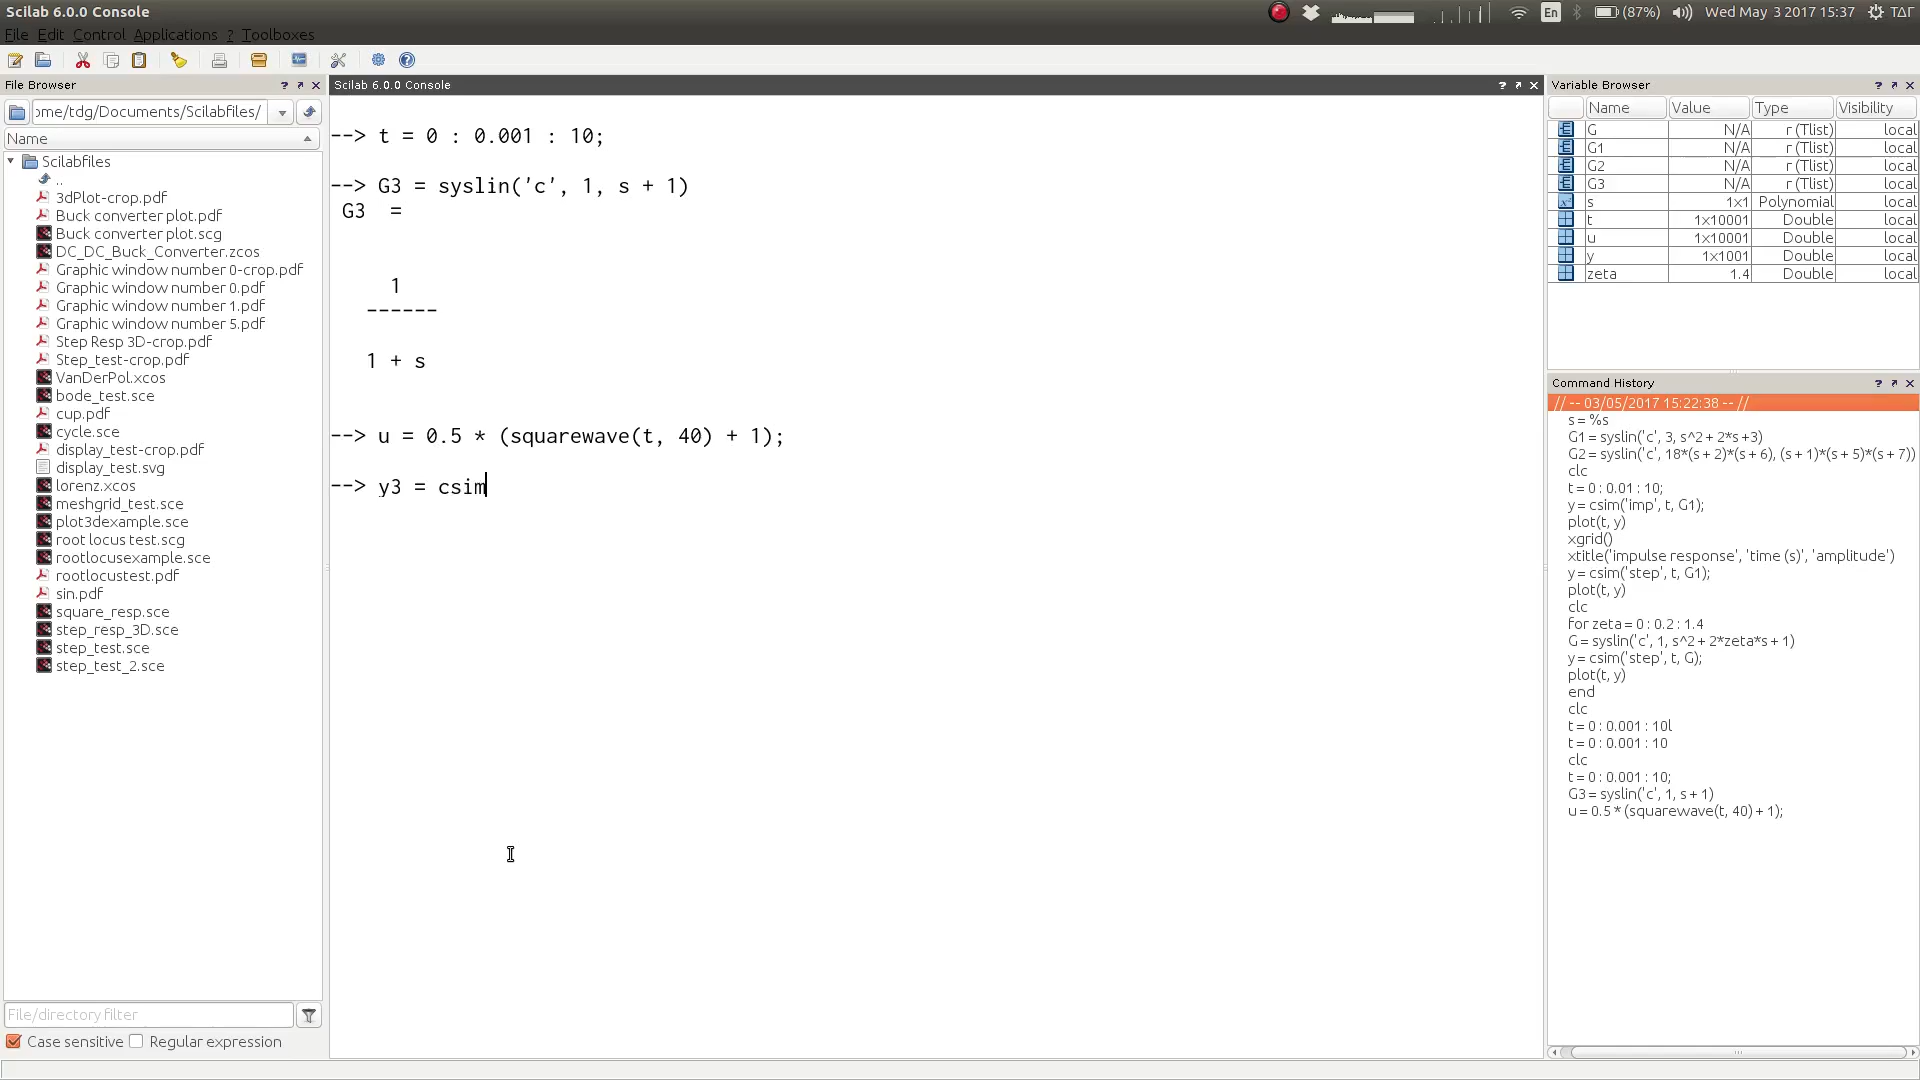 Scilab 6.0.0 Console
En
(87%)
Wed May 3 2017 15:37
TΔΓ
File Edit Control Applications ? Toolboxes
File Browser
? 
ome/tdg/Documents/Scilabfiles/
Name
Scilabfiles
..
3dPlot-crop.pdf
Buck converter plot.pdf
Buck converter plot.scg
DC_DC_Buck_Converter.zcos
Graphic window number 0-crop.pdf
Graphic window number 0.pdf
Graphic window number 1.pdf
Graphic window number 5.pdf
Step Resp 3D-crop.pdf
Step_test-crop.pdf
VanDerPol.xcos
bode_test.sce
cup.pdf
cycle.sce
display_test-crop.pdf
display_test.svg
lorenz.xcos
meshgrid_test.sce
plot3dexample.sce
root locus test.scg
rootlocusexample.sce
rootlocustest.pdf
sin.pdf
square_resp.sce
step_resp_3D.sce
step_test.sce
step_test_2.sce
File/directory filter
Case sensitive
Regular expression
Scilab 6.0.0 Console
?
--> t = 0 : 0.001 : 10;
--> G3 = syslin('c', 1, s + 1)
G3 =
1
------
1 + s
--> u = 0.5 * (squarewave(t, 40) + 1);
--> y3 = csim
Variable Browser
?
Name Value Type Visibility
G N/A r (Tlist) local
G1 N/A r (Tlist) local
G2 N/A r (Tlist) local
G3 N/A r (Tlist) local
s 1x1 Polynomial local
t 1x10001 Double local
u 1x10001 Double local
y 1x1001 Double local
zeta 1.4 Double local
Command History
?
// -- 03/05/2017 15:22:38 -- //
s = %s
G1 = syslin('c', 3, s^2 + 2*s +3)
G2 = syslin('c', 18*(s + 2)*(s + 6), (s + 1)*(s + 5)*(s + 7))
clc
t = 0 : 0.01 : 10;
y = csim('imp', t, G1);
plot(t, y)
xgrid()
xtitle('impulse response', 'time (s)', 'amplitude')
y = csim('step', t, G1);
plot(t, y)
clc
for zeta = 0 : 0.2 : 1.4
G = syslin('c', 1, s^2 + 2*zeta*s + 1)
y = csim('step', t, G);
plot(t, y)
end
clc
t = 0 : 0.001 : 10l
t = 0 : 0.001 : 10
clc
t = 0 : 0.001 : 10;
G3 = syslin('c', 1, s + 1)
u = 0.5 * (squarewave(t, 40) + 1);